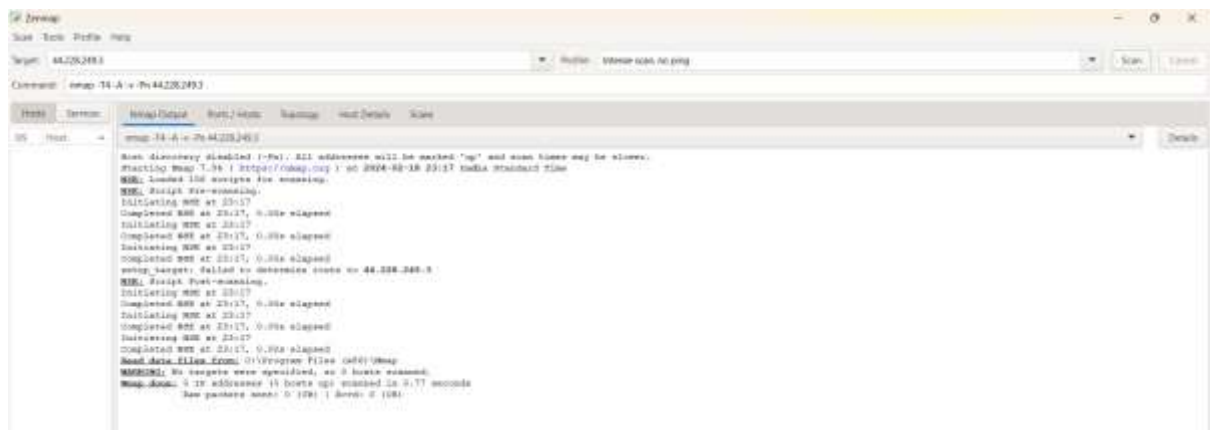 Zenmap
Scan Tools Profile Help
Target: 44.228.249.3 Profile: Intense scan, no ping Scan Cancel
Command: nmap -T4 -A -v -Pn 44.228.249.3
Hosts Services Nmap Output Ports / Hosts Topology Host Details Scans
OS Host nmap -T4 -A -v -Pn 44.228.249.3 Details
Host discovery disabled (-Pn). All addresses will be marked 'up' and scan times may be slower.
Starting Nmap 7.94 ( https://nmap.org ) at 2024-02-18 23:17 India Standard Time
NSE: Loaded 156 scripts for scanning.
NSE: Script Pre-scanning.
Initiating NSE at 23:17
Completed NSE at 23:17, 0.00s elapsed
Initiating NSE at 23:17
Completed NSE at 23:17, 0.00s elapsed
Initiating NSE at 23:17
Completed NSE at 23:17, 0.00s elapsed
setup_target: failed to determine route to 44.228.249.3
NSE: Script Post-scanning.
Initiating NSE at 23:17
Completed NSE at 23:17, 0.00s elapsed
Initiating NSE at 23:17
Completed NSE at 23:17, 0.00s elapsed
Initiating NSE at 23:17
Completed NSE at 23:17, 0.00s elapsed
Read data files from: C:\Program Files (x86)\Nmap
WARNING: No targets were specified, so 0 hosts scanned.
Nmap done: 0 IP addresses (0 hosts up) scanned in 5.77 seconds
Raw packets sent: 0 (0B) | Rcvd: 0 (0B)